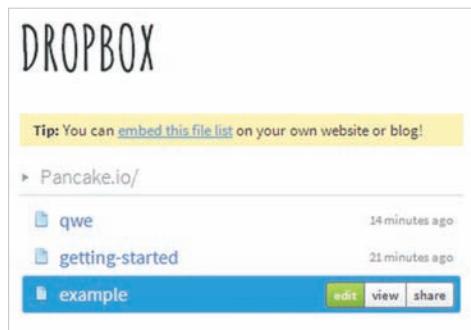 DROPBOX
Tip: You can embed this file list on your own website or blog!
Pancake.io/
qwe 14 minutes ago
getting-started 21 minutes ago
example edit view share